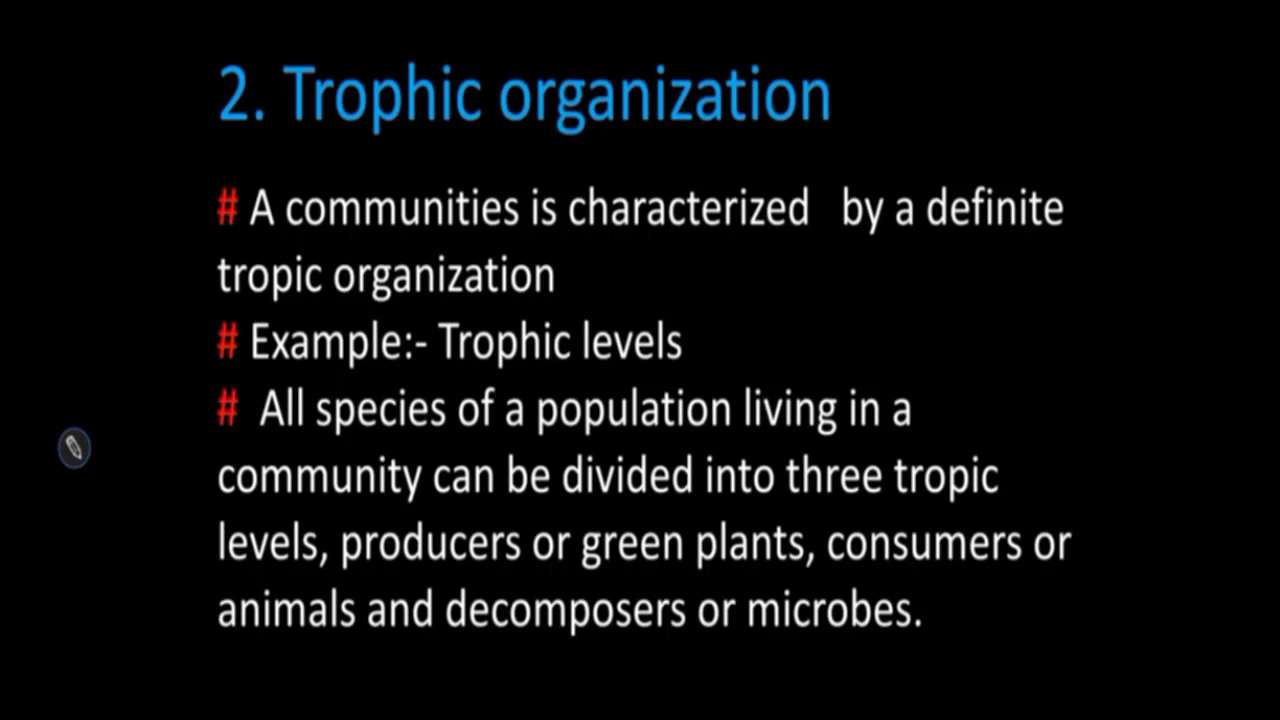 2. Trophic organization
# A communities is characterized by a definite
tropic organization
# Example:- Trophic levels
# All species of a population living in a
community can be divided into three tropic
levels, producers or green plants, consumers or
animals and decomposers or microbes.